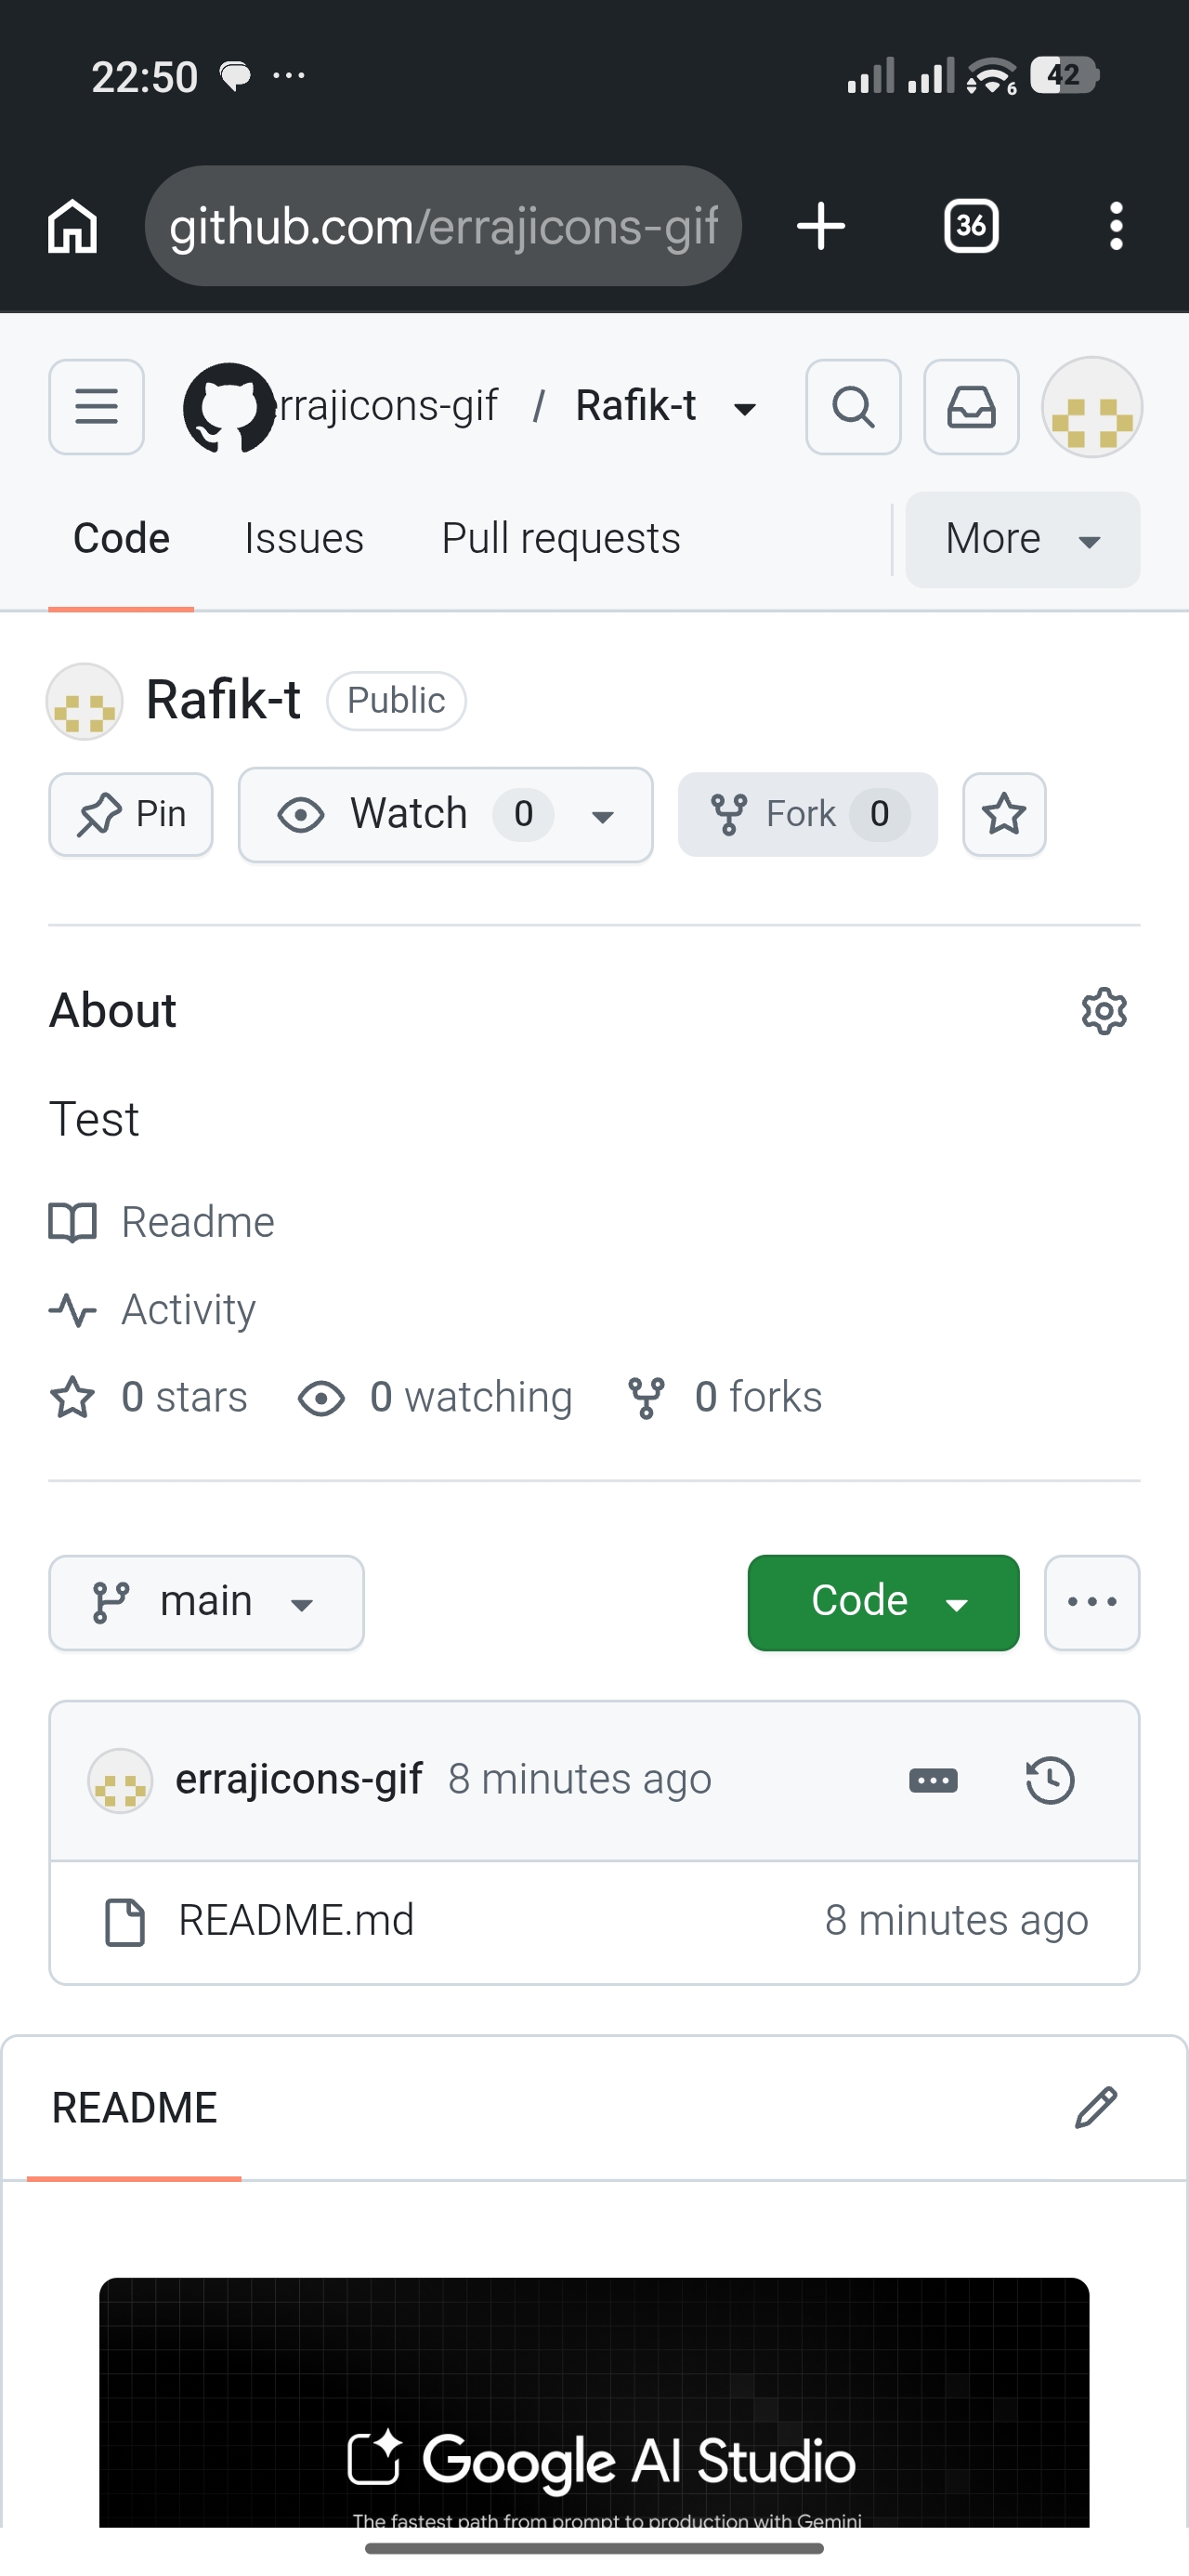 22:50
6
42
github.com/errajicons-gif
36
rrajicons-gif / Rafik-t
Code Issues Pull requests More
Rafik-t Public
Pin Watch 0 Fork 0
About
Test
Readme
Activity
0 stars 0 watching 0 forks
main Code
errajicons-gif 8 minutes ago
README.md 8 minutes ago
README
Google AI Studio
The fastest path from prompt to production with Gemini